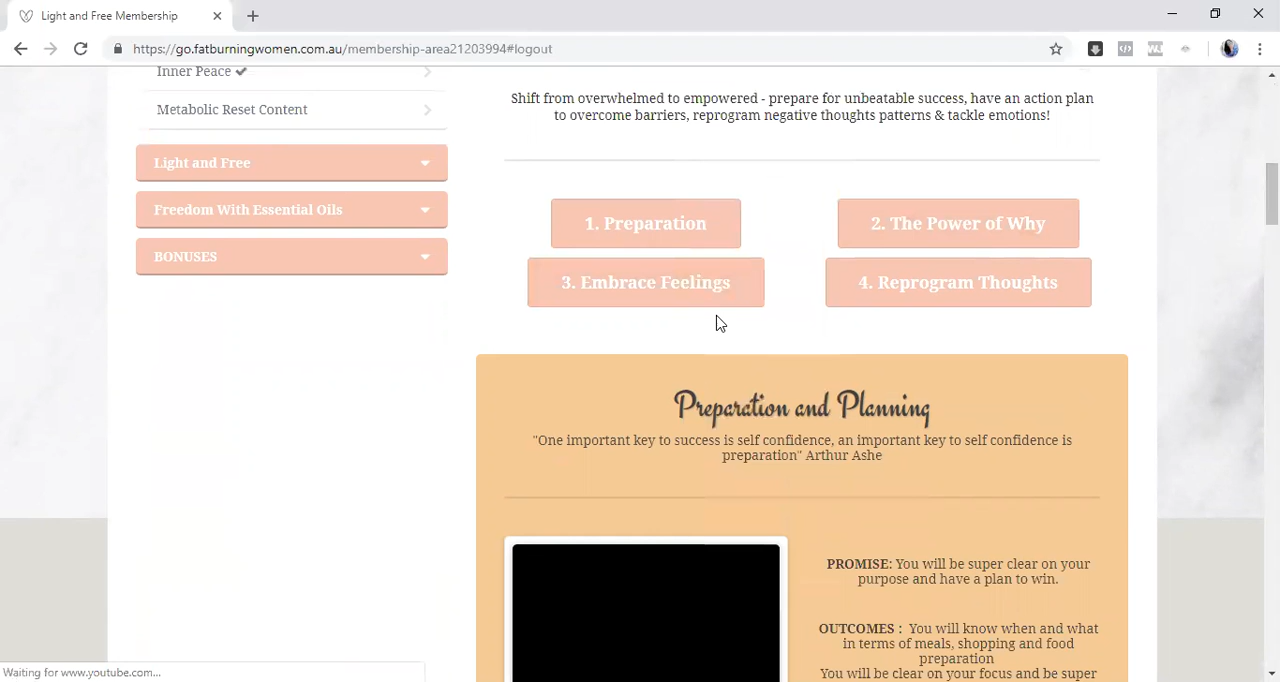 Light and Free Membership
https://go.fatburningwomen.com.au/membership-area21203994#logout
Inner Peace
Metabolic Reset Content
Light and Free
Freedom With Essential Oils
BONUSES
Shift from overwhelmed to empowered - prepare for unbeatable success, have an action plan
to overcome barriers, reprogram negative thoughts patterns & tackle emotions!
1. Preparation
2. The Power of Why
3. Embrace Feelings
4. Reprogram Thoughts
Preparation and Planning
"One important key to success is self confidence, an important key to self confidence is
preparation" Arthur Ashe
PROMISE: You will be super clear on your
purpose and have a plan to win.
OUTCOMES : You will know when and what
in terms of meals, shopping and food
preparation
You will be clear on your focus and be super
Waiting for www.youtube.com...